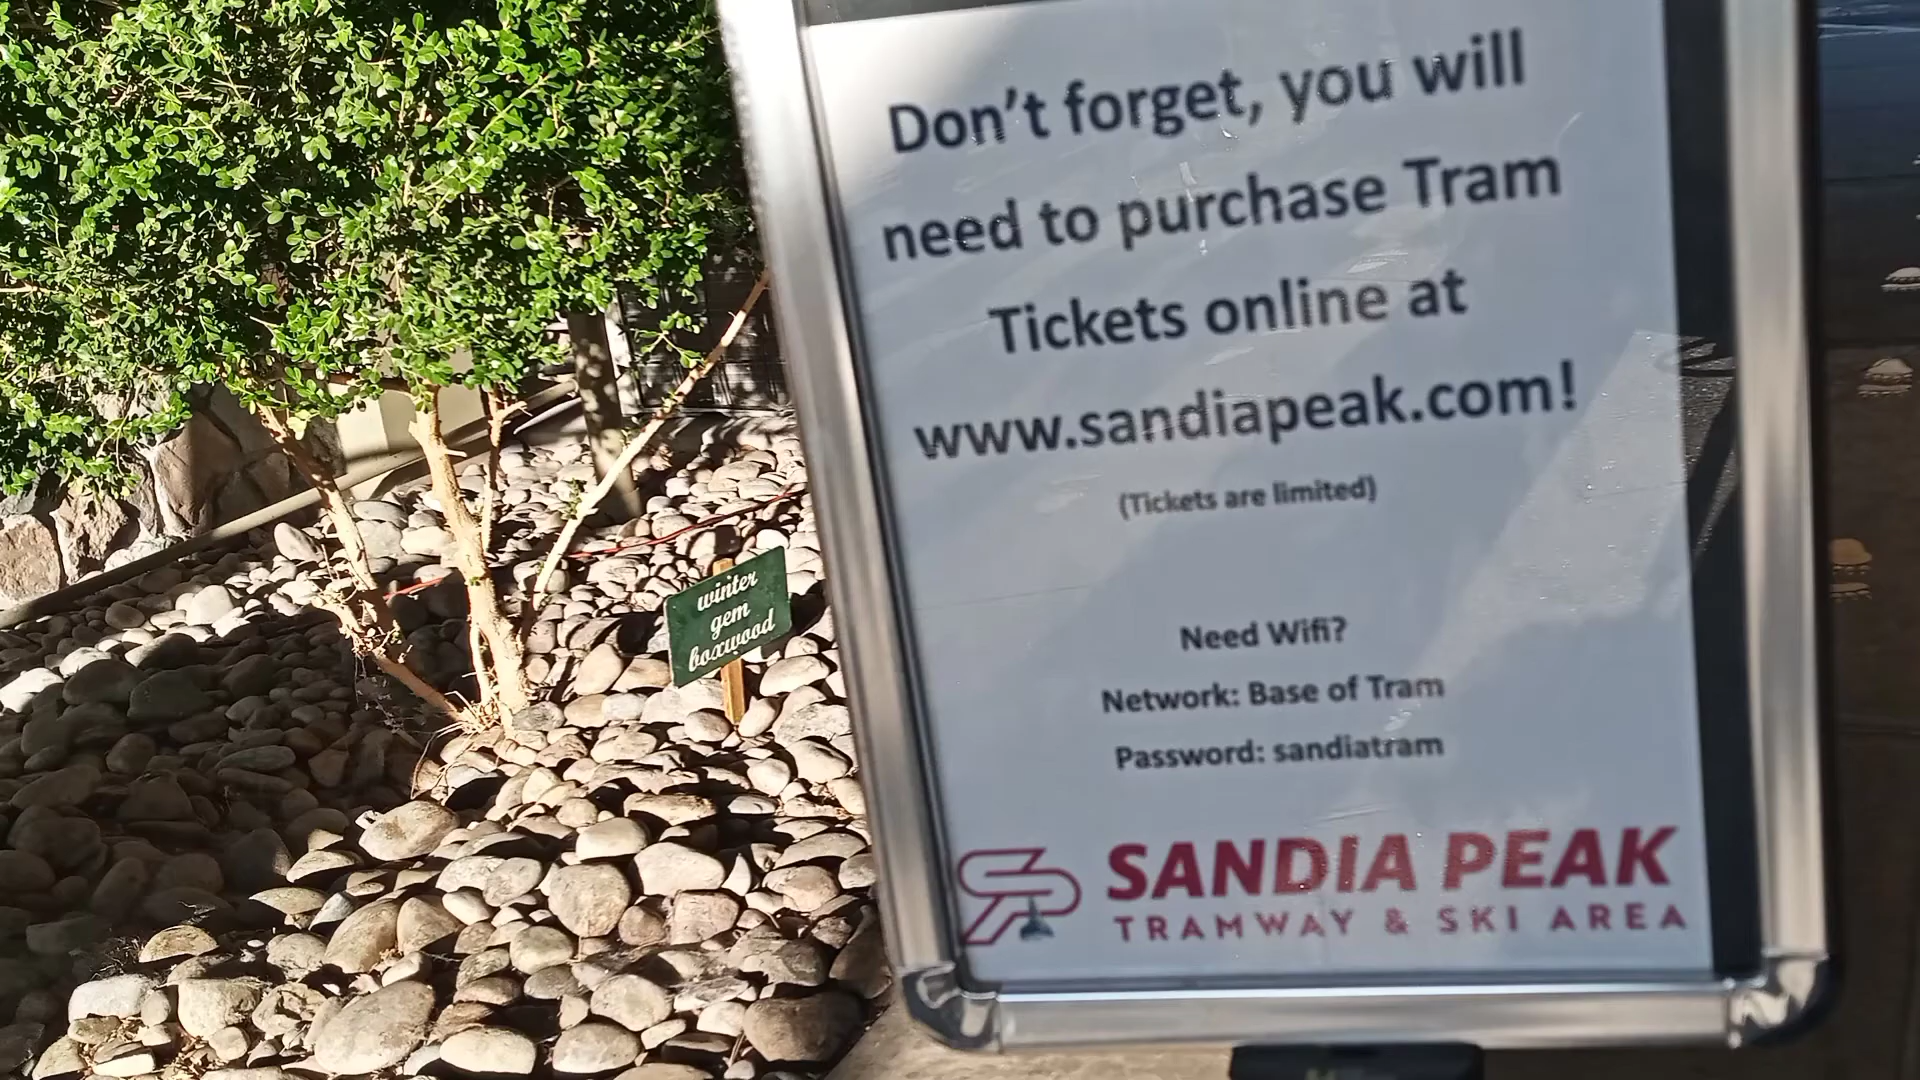 Don't forget, you will
need to purchase Tram
Tickets online at
www.sandiapeak.com!
(Tickets are limited)
Need Wifi?
Network: Base of Tram
Password: sandiatram
SANDIA PEAK
TRAMWAY & SKI AREA
winter
gem
boxwood